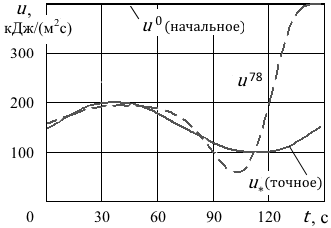 u,
кДж/(м²с)
u⁰(начальное)
300
u⁷⁸
200
100
u*(точное)
0 30 60 90 120 t, с